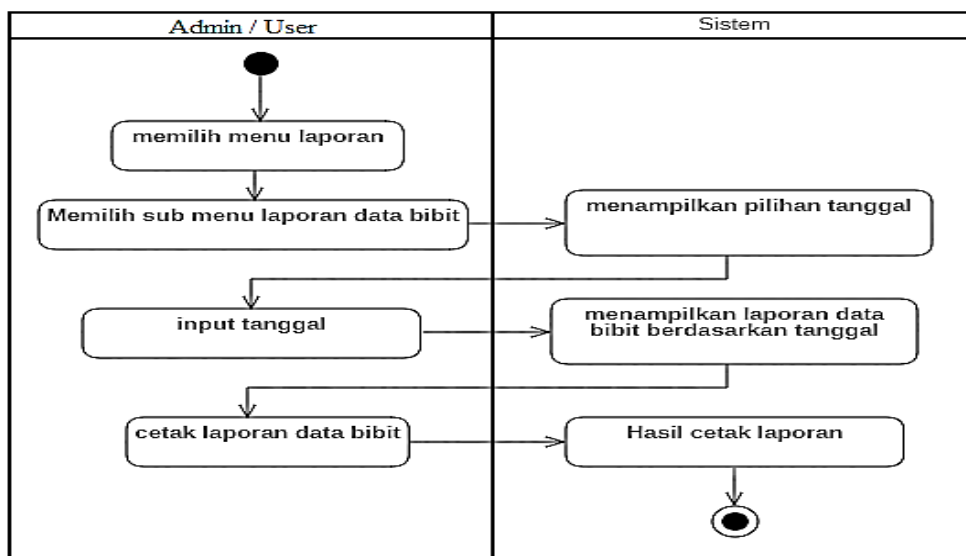 Admin / User
Sistem
memilih menu laporan
Memilih sub menu laporan data bibit
menampilkan pilihan tanggal
input tanggal
menampilkan laporan data
bibit berdasarkan tanggal
cetak laporan data bibit
Hasil cetak laporan